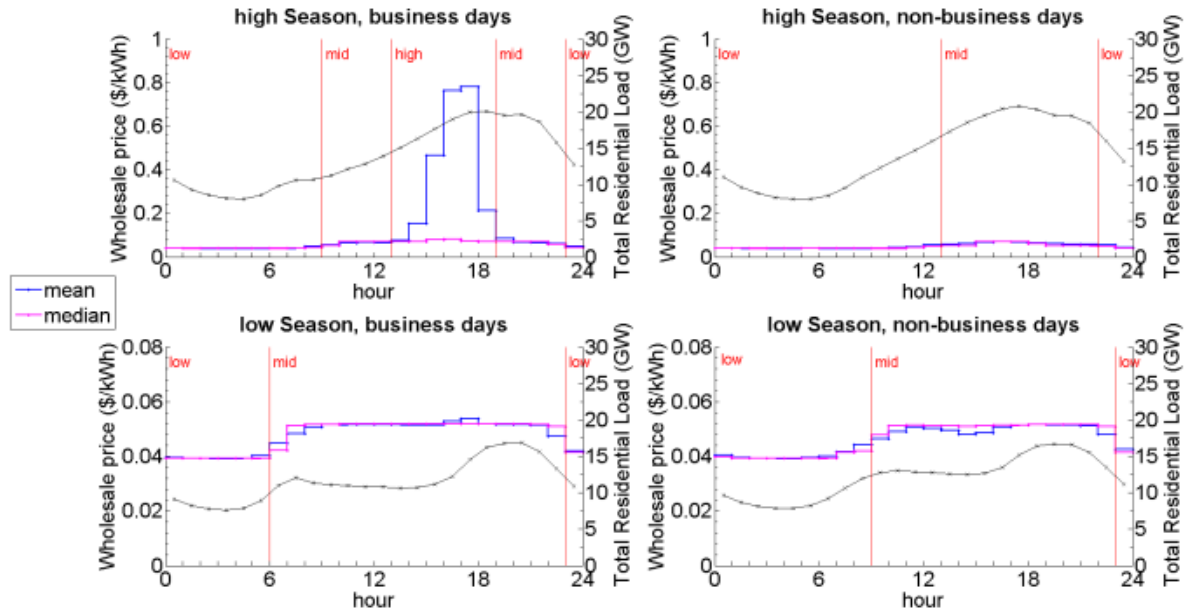 high Season, business days
Wholesale price ($/kWh)
1
0.8
0.6
0.4
0.2
0
low
mid
high
mid
low
30
25
20
15
10
5
0
Total Residential Load (GW)
0 6 12 18 24
hour
high Season, non-business days
Wholesale price ($/kWh)
1
0.8
0.6
0.4
0.2
0
low
mid
low
30
25
20
15
10
5
0
Total Residential Load (GW)
0 6 12 18 24
hour
mean
median
low Season, business days
Wholesale price ($/kWh)
0.08
0.06
0.04
0.02
0
low
mid
low
30
25
20
15
10
5
0
Total Residential Load (GW)
0 6 12 18 24
hour
low Season, non-business days
Wholesale price ($/kWh)
0.08
0.06
0.04
0.02
0
low
mid
low
30
25
20
15
10
5
0
Total Residential Load (GW)
0 6 12 18 24
hour